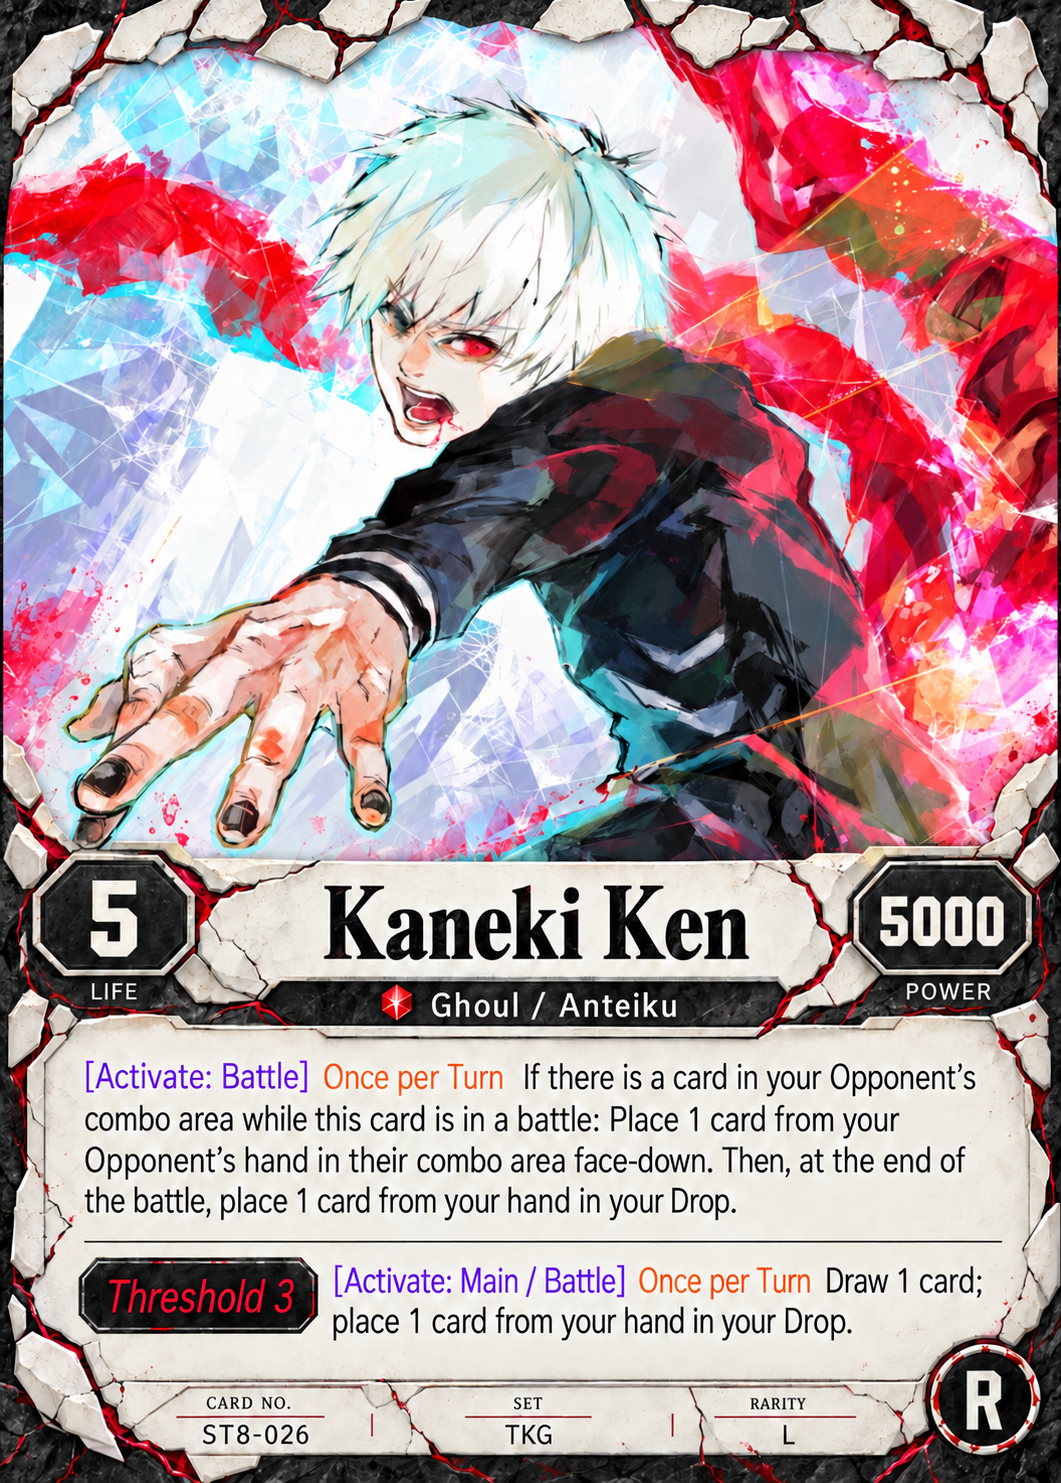 5
LIFE
Kaneki Ken
5000
POWER
Ghoul / Anteiku
[Activate: Battle] Once per Turn If there is a card in your Opponent's
combo area while this card is in a battle: Place 1 card from your
Opponent's hand in their combo area face-down. Then, at the end of
the battle, place 1 card from your hand in your Drop.
Threshold 3
[Activate: Main / Battle] Once per Turn Draw 1 card;
place 1 card from your hand in your Drop.
CARD NO.
ST8-026
SET
TKG
RARITY
L
R